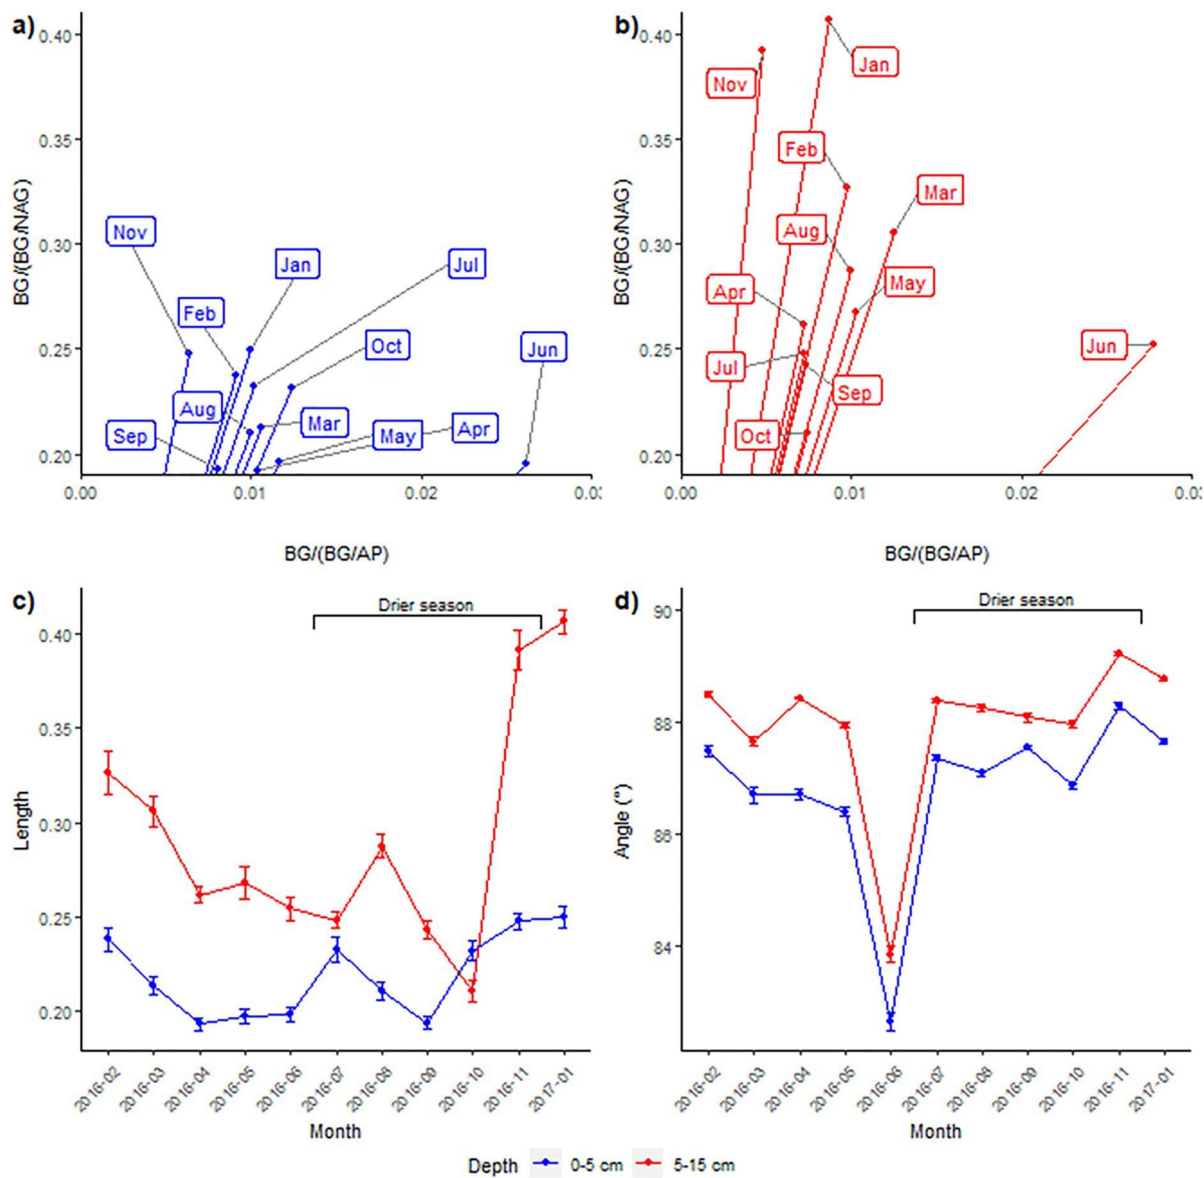 a)
0.40
0.35
0.30
0.25
0.20
BG/(BG/NAG)
Nov
Jan
Jul
Feb
Oct
Jun
Aug
Mar
Apr
Sep
May
0.00
0.01
0.02
0.03
BG/(BG/AP)
b)
0.40
0.35
0.30
0.25
0.20
BG/(BG/NAG)
Jan
Nov
Feb
Mar
Aug
May
Apr
Jun
Jul
Sep
Oct
0.00
0.01
0.02
BG/(BG/AP)
c)
Drier season
0.40
0.35
0.30
0.25
0.20
Length
2016-02
2016-03
2016-04
2016-05
2016-06
2016-07
2016-08
2016-09
2016-10
2016-11
2017-01
Month
d)
Drier season
90
88
86
84
Angle (°)
2016-02
2016-03
2016-04
2016-05
2016-06
2016-07
2016-08
2016-09
2016-10
2016-11
2017-01
Month
Depth 0-5 cm 5-15 cm